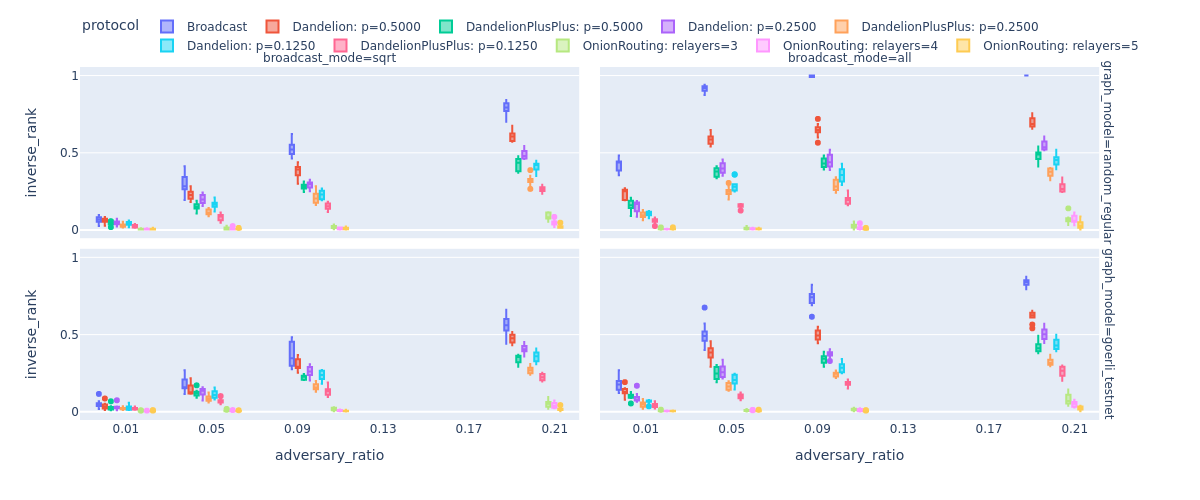 protocol
Broadcast
Dandelion: p=0.5000
DandelionPlusPlus: p=0.5000
Dandelion: p=0.2500
DandelionPlusPlus: p=0.2500
Dandelion: p=0.1250
DandelionPlusPlus: p=0.1250
OnionRouting: relayers=3
OnionRouting: relayers=4
OnionRouting: relayers=5
broadcast_mode=sqrt
broadcast_mode=all
1
0.5
0
inverse_rank
graph_model=random_regular
1
0.5
0
inverse_rank
graph_model=goerli_testnet
0.01
0.05
0.09
0.13
0.17
0.21
0.01
0.05
0.09
0.13
0.17
0.21
adversary_ratio
adversary_ratio